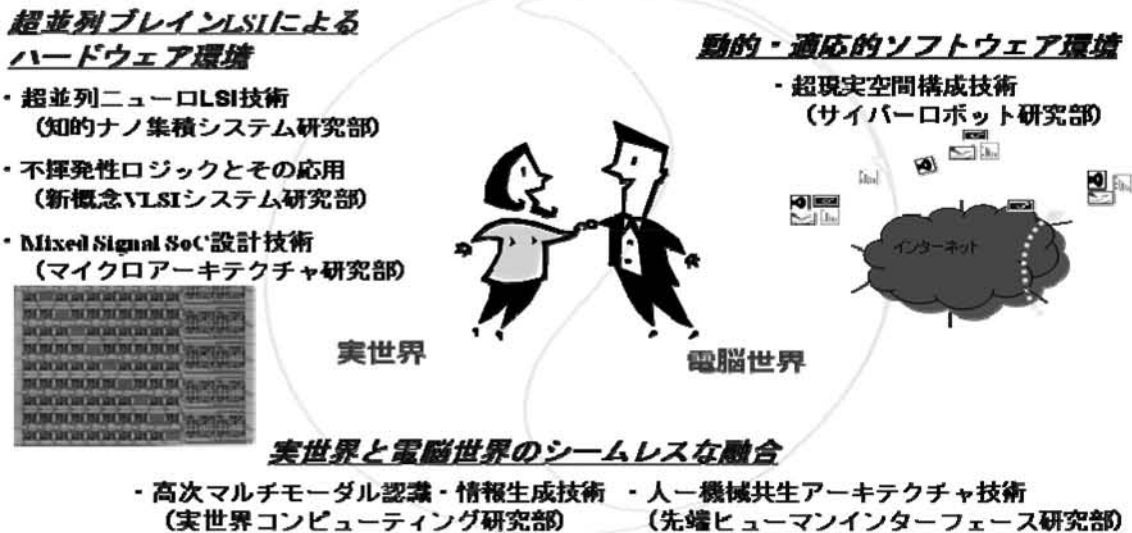 超並列ブレインLSIによる
ハードウェア環境
・超並列ニューロLSI技術
(知的ナノ集積システム研究部)
・不揮発性ロジックとその応用
(新概念VLSIシステム研究部)
・Mixed Signal SoC設計技術
(マイクロアーキテクチャ研究部)
動的・適応的ソフトウェア環境
・超現実空間構成技術
(サイバーロボット研究部)
インターネット
実世界
電脳世界
実世界と電脳世界のシームレスな融合
・高次マルチモーダル認識・情報生成技術 ・人ー機械共生アーキテクチャ技術
(実世界コンピューティング研究部) (先端ヒューマンインターフェース研究部)